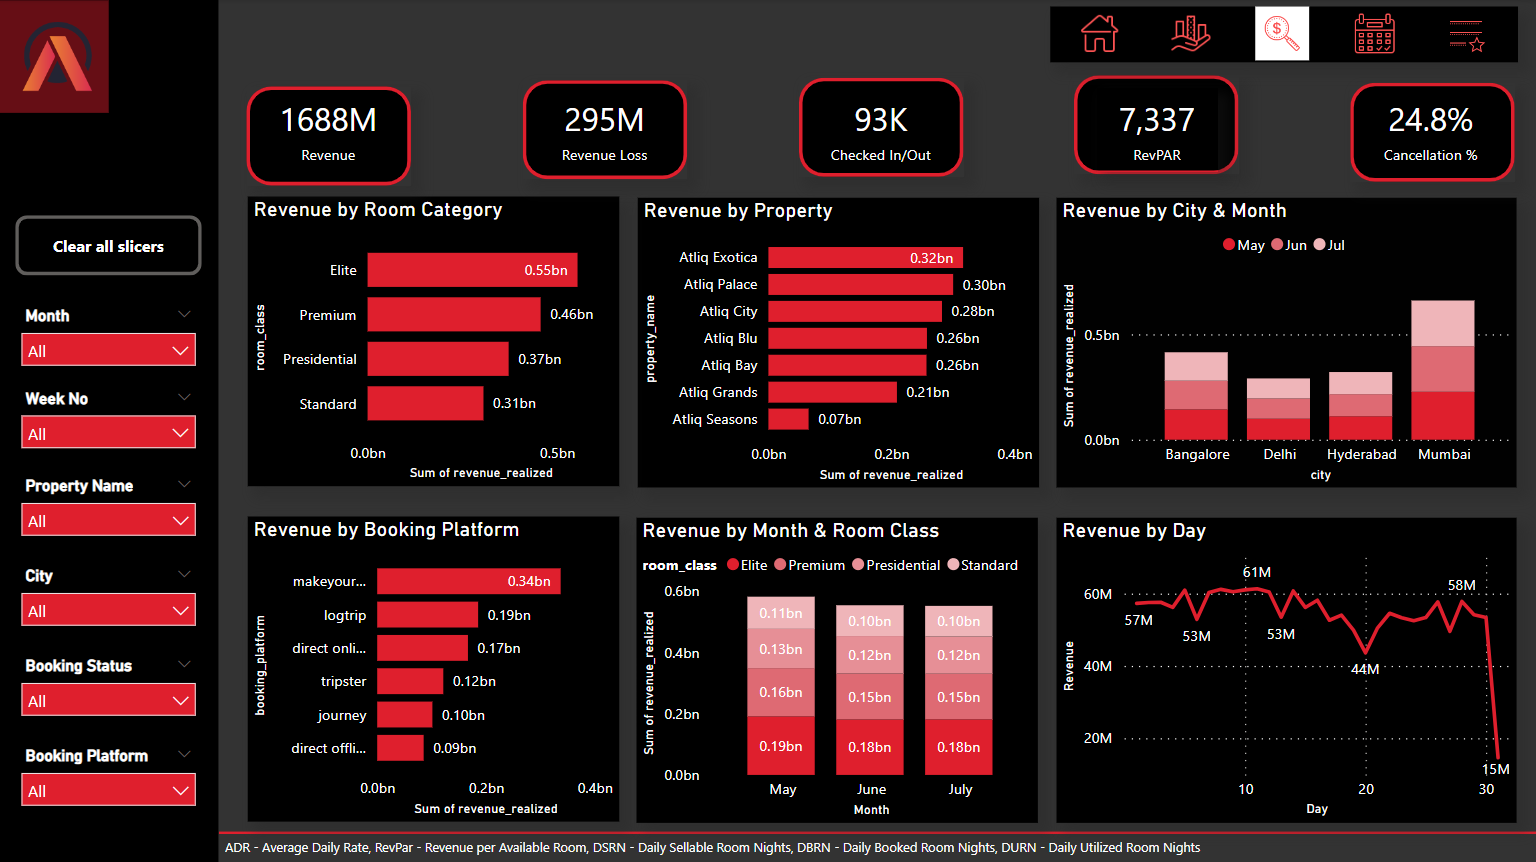 1688M
Revenue
295M
Revenue Loss
93K
Checked In/Out
7,337
RevPAR
24.8%
Cancellation %
Clear all slicers
Month
All
Week No
All
Property Name
All
City
All
Booking Status
All
Booking Platform
All
Revenue by Room Category
room_class
Elite 0.55bn
Premium 0.46bn
Presidential 0.37bn
Standard 0.31bn
0.0bn 0.5bn
Sum of revenue_realized
Revenue by Property
property_name
Atliq Exotica 0.32bn
Atliq Palace 0.30bn
Atliq City 0.28bn
Atliq Blu 0.26bn
Atliq Bay 0.26bn
Atliq Grands 0.21bn
Atliq Seasons 0.07bn
0.0bn 0.2bn 0.4bn
Sum of revenue_realized
Revenue by City & Month
May Jun Jul
Sum of revenue_realized
0.5bn
0.0bn
Bangalore Delhi Hyderabad Mumbai
city
Revenue by Booking Platform
booking_platform
makeyour... 0.34bn
logtrip 0.19bn
direct onli... 0.17bn
tripster 0.12bn
journey 0.10bn
direct offli... 0.09bn
0.0bn 0.2bn 0.4bn
Sum of revenue_realized
Revenue by Month & Room Class
room_class Elite Premium Presidential Standard
Sum of revenue_realized
0.6bn
0.4bn
0.2bn
0.0bn
0.11bn 0.10bn 0.10bn
0.13bn 0.12bn 0.12bn
0.16bn 0.15bn 0.15bn
0.19bn 0.18bn 0.18bn
May June July
Month
Revenue by Day
Revenue
60M
40M
20M
57M
53M
61M
53M
44M
58M
15M
10 20 30
Day
ADR - Average Daily Rate, RevPar - Revenue per Available Room, DSRN - Daily Sellable Room Nights, DBRN - Daily Booked Room Nights, DURN - Daily Utilized Room Nights